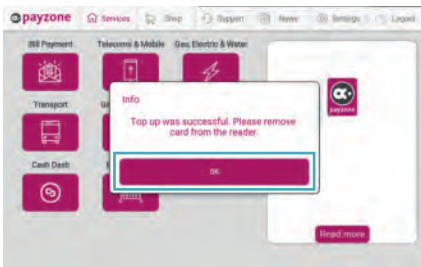 payzone Services Shop Support News Settings Logout
Bill Payment Telecoms & Mobile Gas, Electric & Water
Info
Top up was successful. Please remove
card from the reader.
OK
Transport
payzone
Cash Dash
Read more